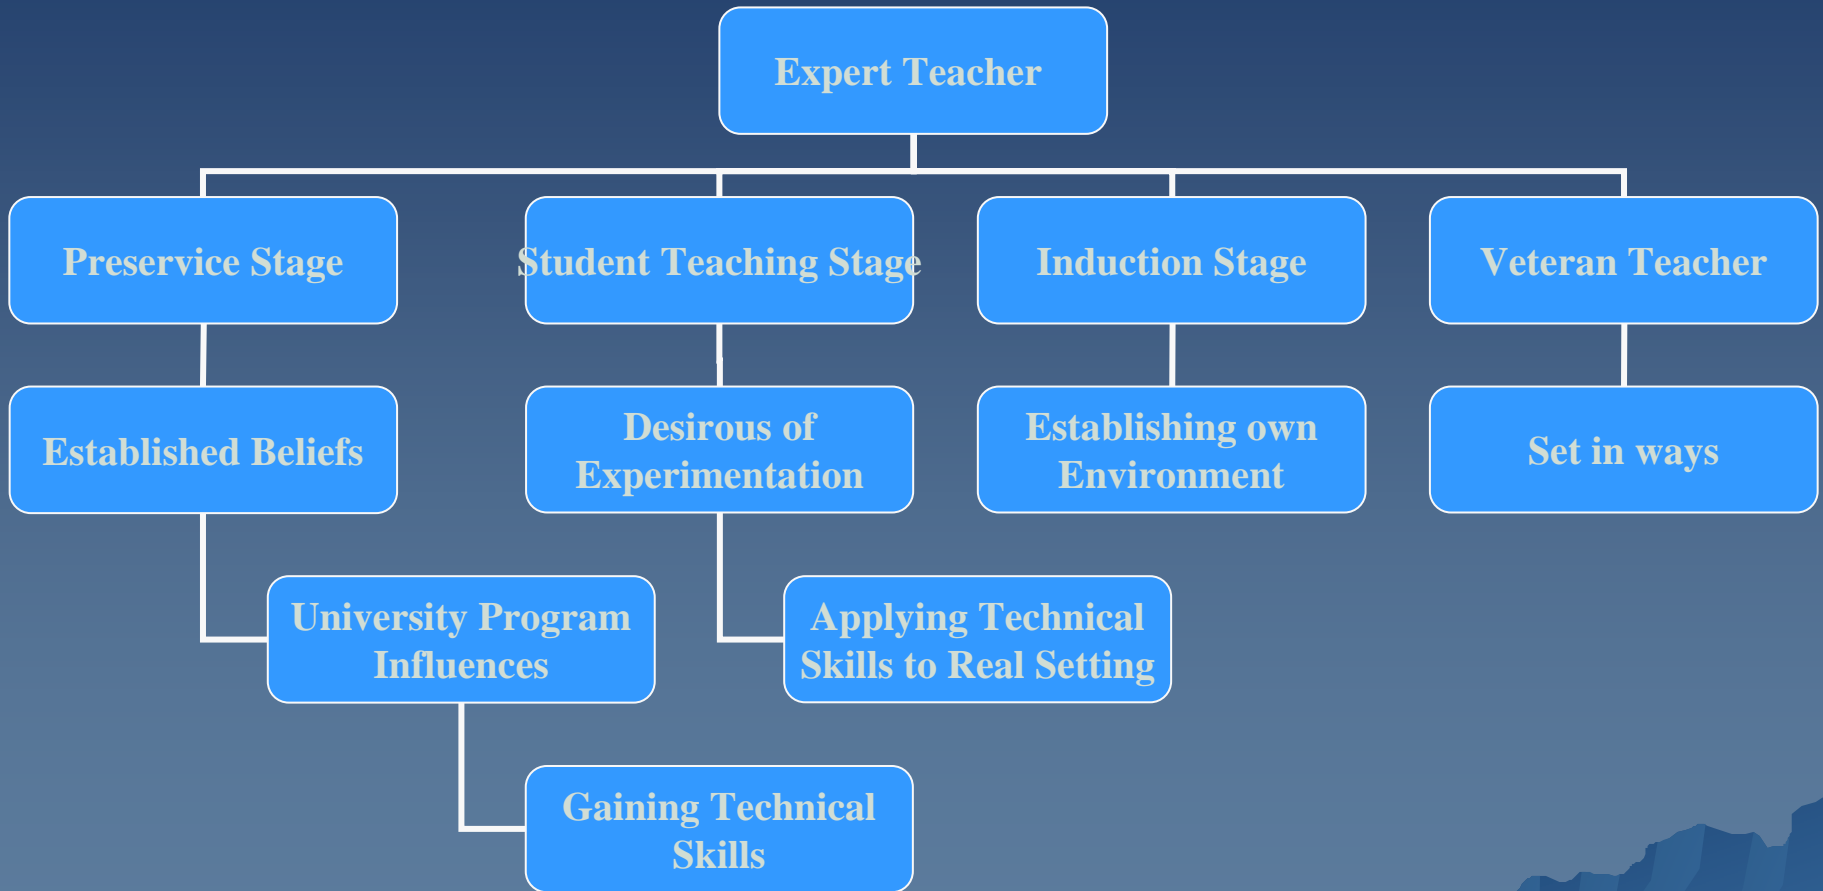 Expert Teacher
Preservice Stage
Student Teaching Stage
Induction Stage
Veteran Teacher
Established Beliefs
Desirous of
Experimentation
Establishing own
Environment
Set in ways
University Program
Influences
Applying Technical
Skills to Real Setting
Gaining Technical
Skills